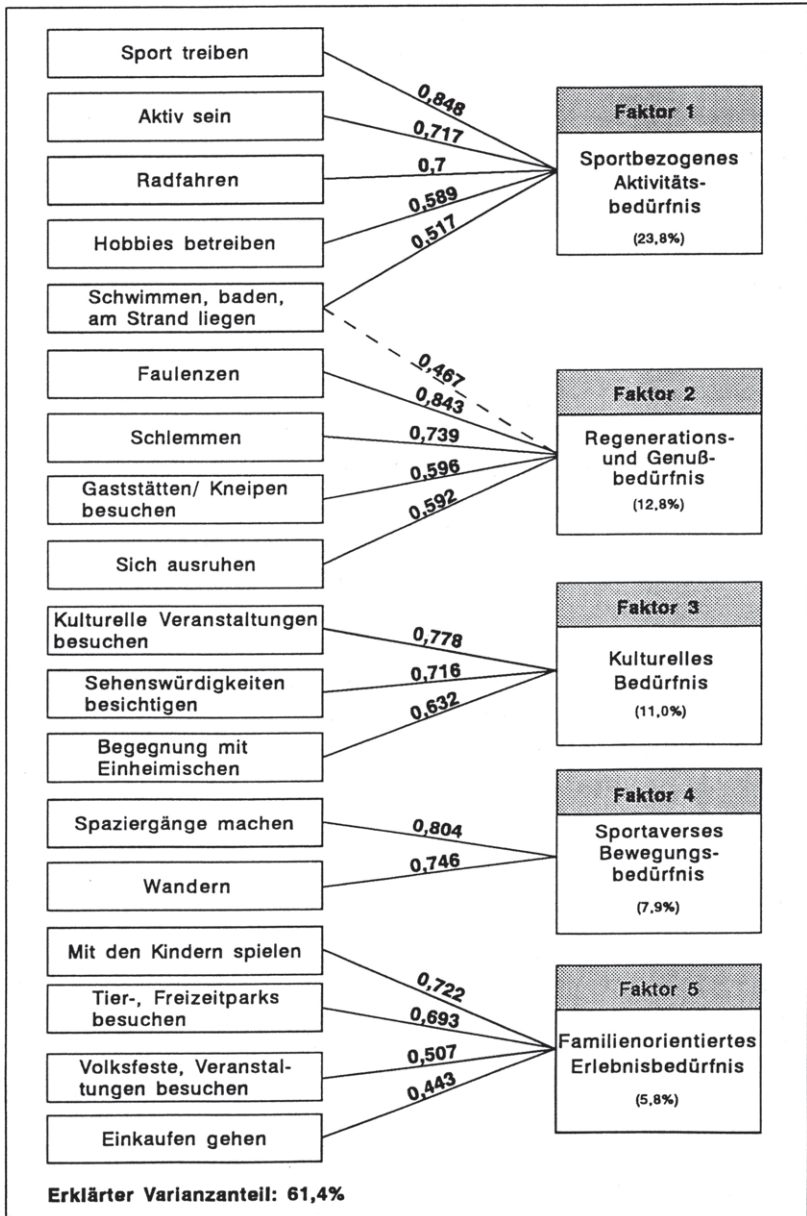 Sport treiben
Aktiv sein
Radfahren
Hobbies betreiben
Schwimmen, baden,
am Strand liegen
Faulenzen
Schlemmen
Gaststätten/ Kneipen
besuchen
Sich ausruhen
Kulturelle Veranstaltungen
besuchen
Sehenswürdigkeiten
besichtigen
Begegnung mit
Einheimischen
Spaziergänge machen
Wandern
Mit den Kindern spielen
Tier-, Freizeitparks
besuchen
Volksfeste, Veranstal-
tungen besuchen
Einkaufen gehen
0,848
0,717
0,7
0,589
0,517
0,467
0,843
0,739
0,596
0,592
0,778
0,716
0,632
0,804
0,746
0,722
0,693
0,507
0,443
Faktor 1
Sportbezogenes
Aktivitäts-
bedürfnis
(23,8%)
Faktor 2
Regenerations-
und Genuß-
bedürfnis
(12,8%)
Faktor 3
Kulturelles
Bedürfnis
(11,0%)
Faktor 4
Sportaverses
Bewegungs-
bedürfnis
(7,9%)
Faktor 5
Familienorientiertes
Erlebnisbedürfnis
(5,8%)
Erklärter Varianzanteil: 61,4%